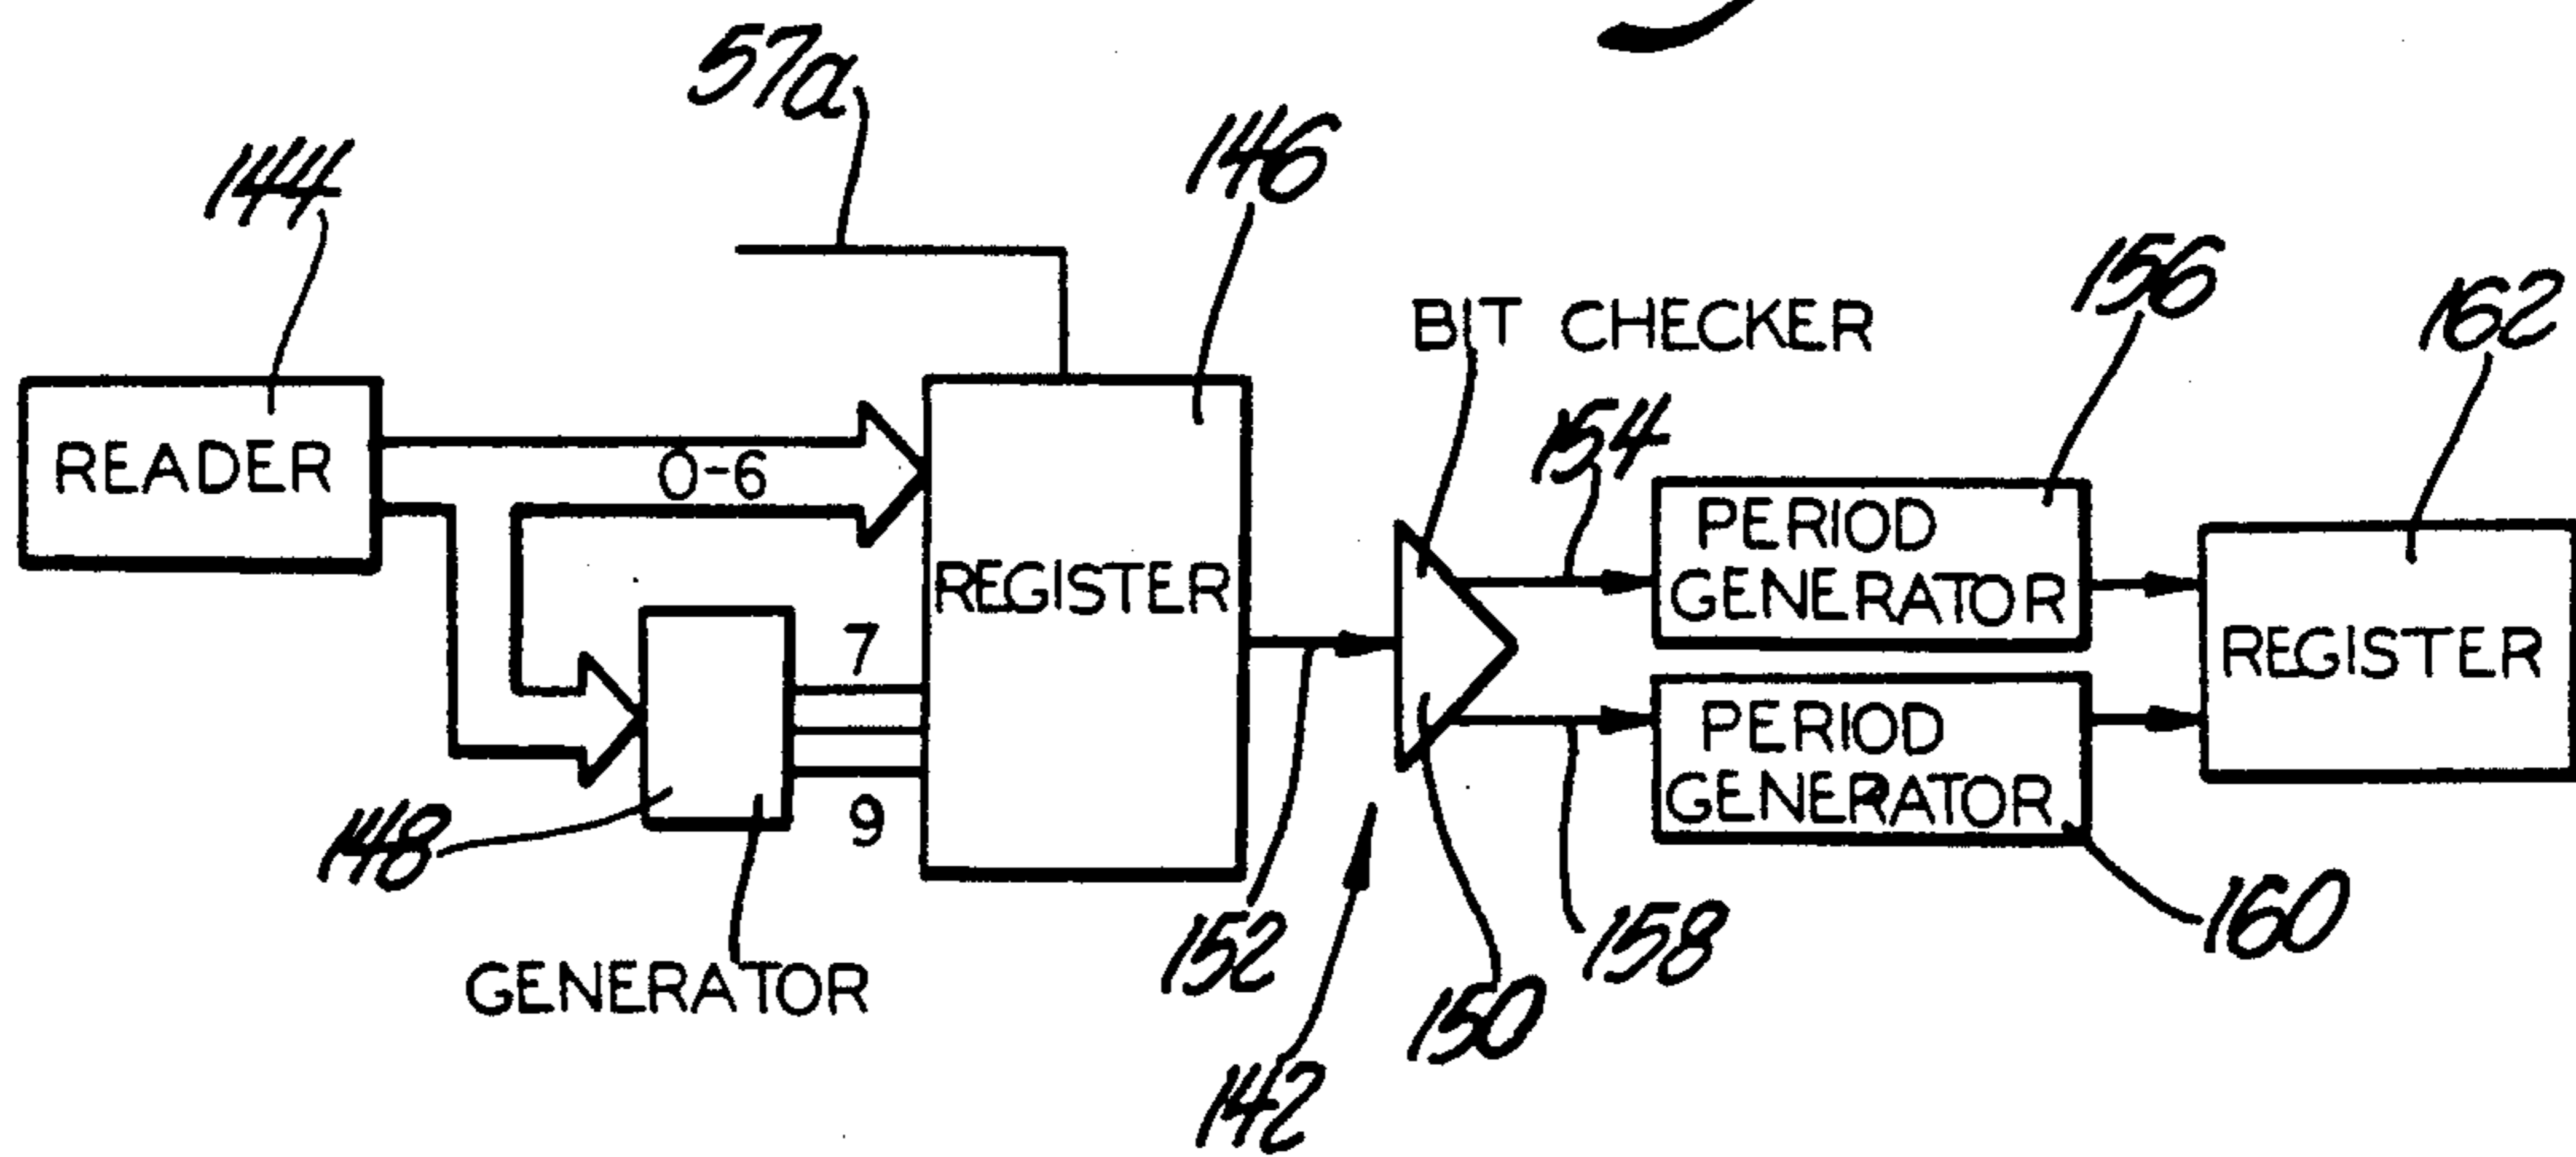 57a
146
144
156
162
BIT CHECKER
154
READER
0-6
PERIOD
GENERATOR
REGISTER
REGISTER
7
PERIOD
GENERATOR
9
148
160
152
158
GENERATOR
150
142